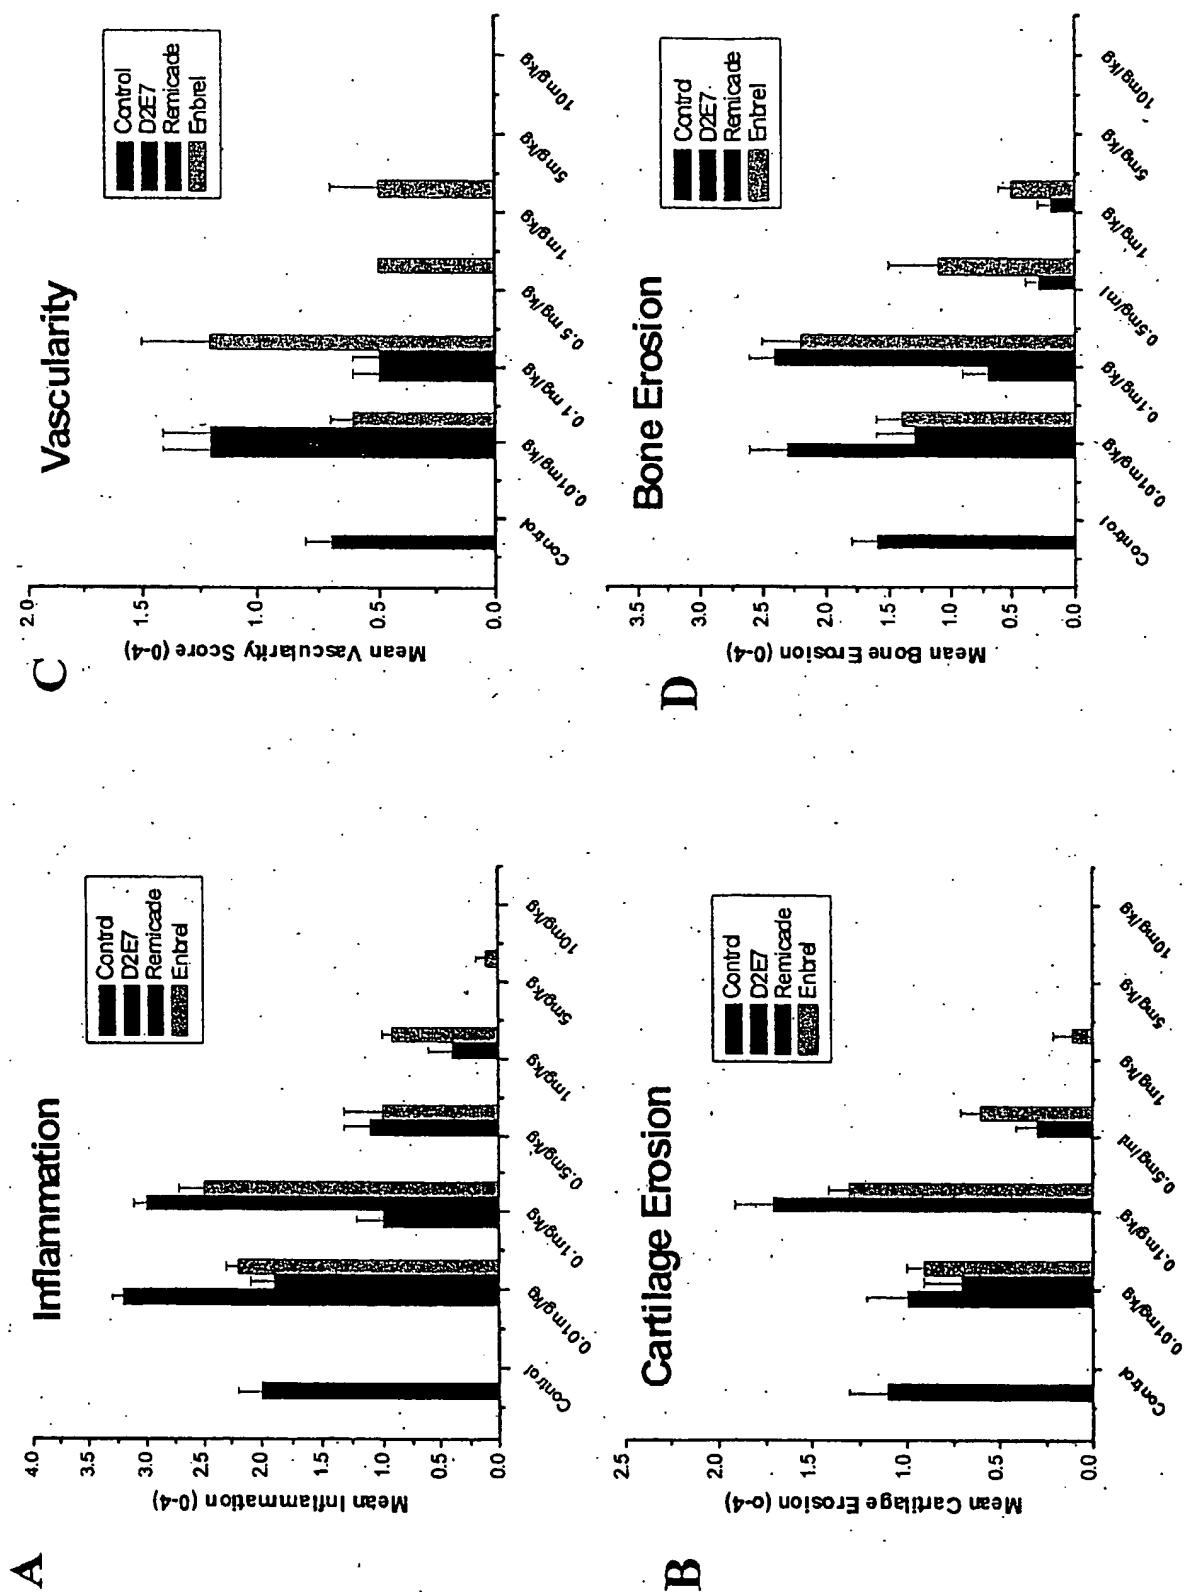 A
Inflammation
Mean Inflammation (0-4)
4.0
3.5
3.0
2.5
2.0
1.5
1.0
0.5
0.0
Control
D2E7
Remicade
Enbrel
Control
0.01mg/kg
0.1mg/kg
0.5mg/kg
1mg/kg
5mg/kg
10mg/kg
B
Cartilage Erosion
Mean Cartilage Erosion (o-4)
2.5
2.0
1.5
1.0
0.5
0.0
Control
D2E7
Remicade
Enbrel
Control
0.01mg/kg
0.1mg/kg
0.5mg/ml
1mg/kg
5mg/kg
10mg/kg
C
Vascularity
Mean Vascularity Score (0-4)
2.0
1.5
1.0
0.5
0.0
Control
D2E7
Remicade
Enbrel
Control
0.01mg/kg
0.1 mg/kg
0.5 mg/kg
1mg/kg
5mg/kg
10mg/kg
D
Bone Erosion
Mean Bone Erosion (0-4)
3.5
3.0
2.5
2.0
1.5
1.0
0.5
0.0
Control
D2E7
Remicade
Enbrel
Control
0.01mg/kg
0.1mg/kg
0.5mg/ml
1mg/kg
5mg/kg
10mg/kg